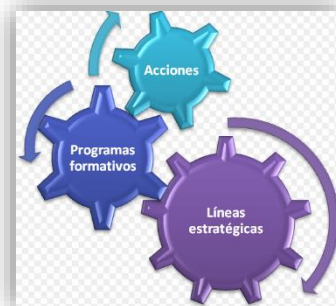 Acciones
Programas
formativos
Líneas
estratégicas